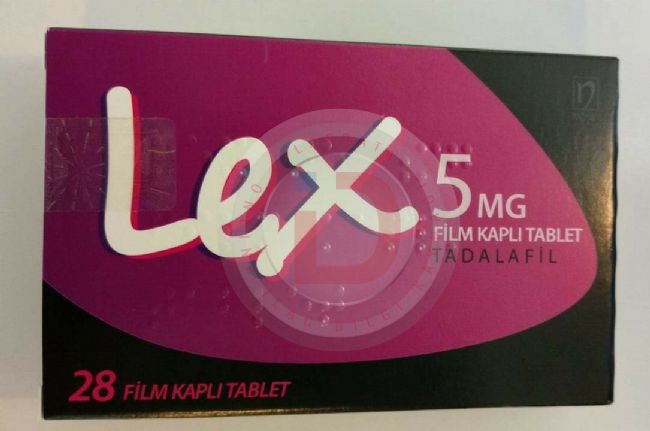 Lex
5 MG
FİLM KAPLI TABLET
TADALAFİL
28 FİLM KAPLI TABLET